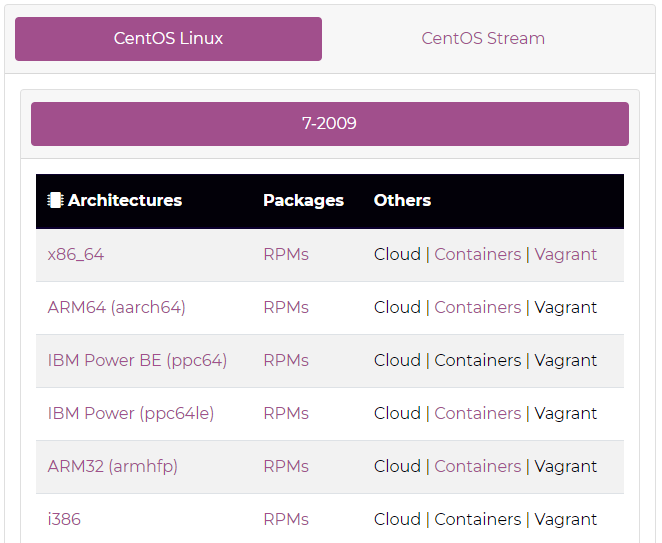 CentOS Linux CentOS Stream
7-2009
Architectures Packages Others
x86_64 RPMs Cloud | Containers | Vagrant
ARM64 (aarch64) RPMs Cloud | Containers | Vagrant
IBM Power BE (ppc64) RPMs Cloud | Containers | Vagrant
IBM Power (ppc64le) RPMs Cloud | Containers | Vagrant
ARM32 (armhfp) RPMs Cloud | Containers | Vagrant
i386 RPMs Cloud | Containers | Vagrant